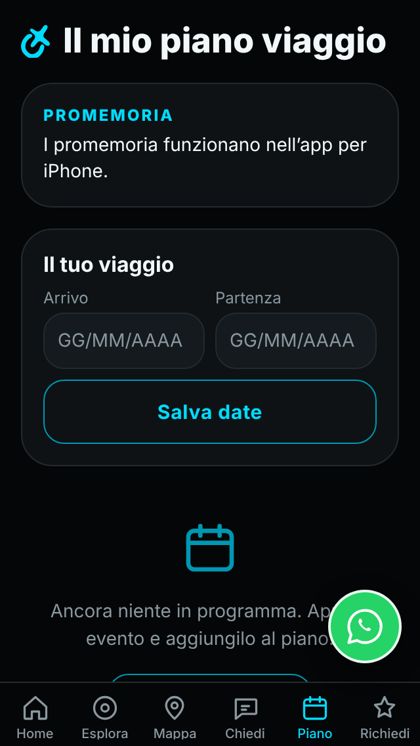 Il mio piano viaggio
PROMEMORIA
I promemoria funzionano nell'app per
iPhone.
Il tuo viaggio
Arrivo
Partenza
GG/MM/AAAA
GG/MM/AAAA
Salva date
Ancora niente in programma.
evento e aggiungilo al piano.
Home
Esplora
Mappa
Chiedi
Piano
Richiedi